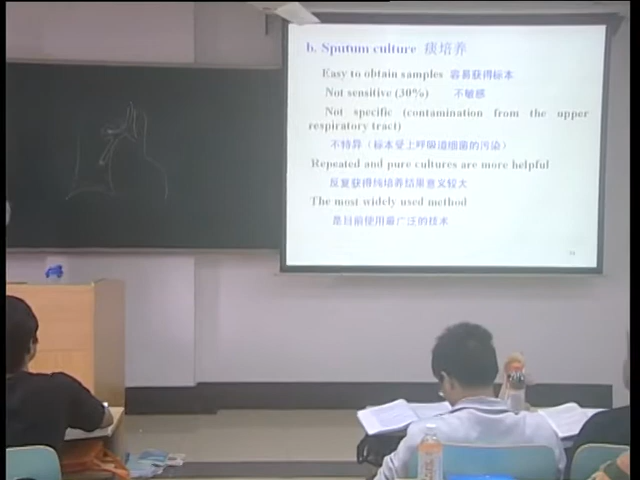 b. Sputum culture 痰培养
Easy to obtain samples 容易获得标本
Not sensitive (30%) 不敏感
Not specific (contamination from the upper
respiratory tract)
不特异（标本受上呼吸道细菌的污染）
Repeated and pure cultures are more helpful
反复获得纯培养结果意义较大
The most widely used method
是目前使用最广泛的技术